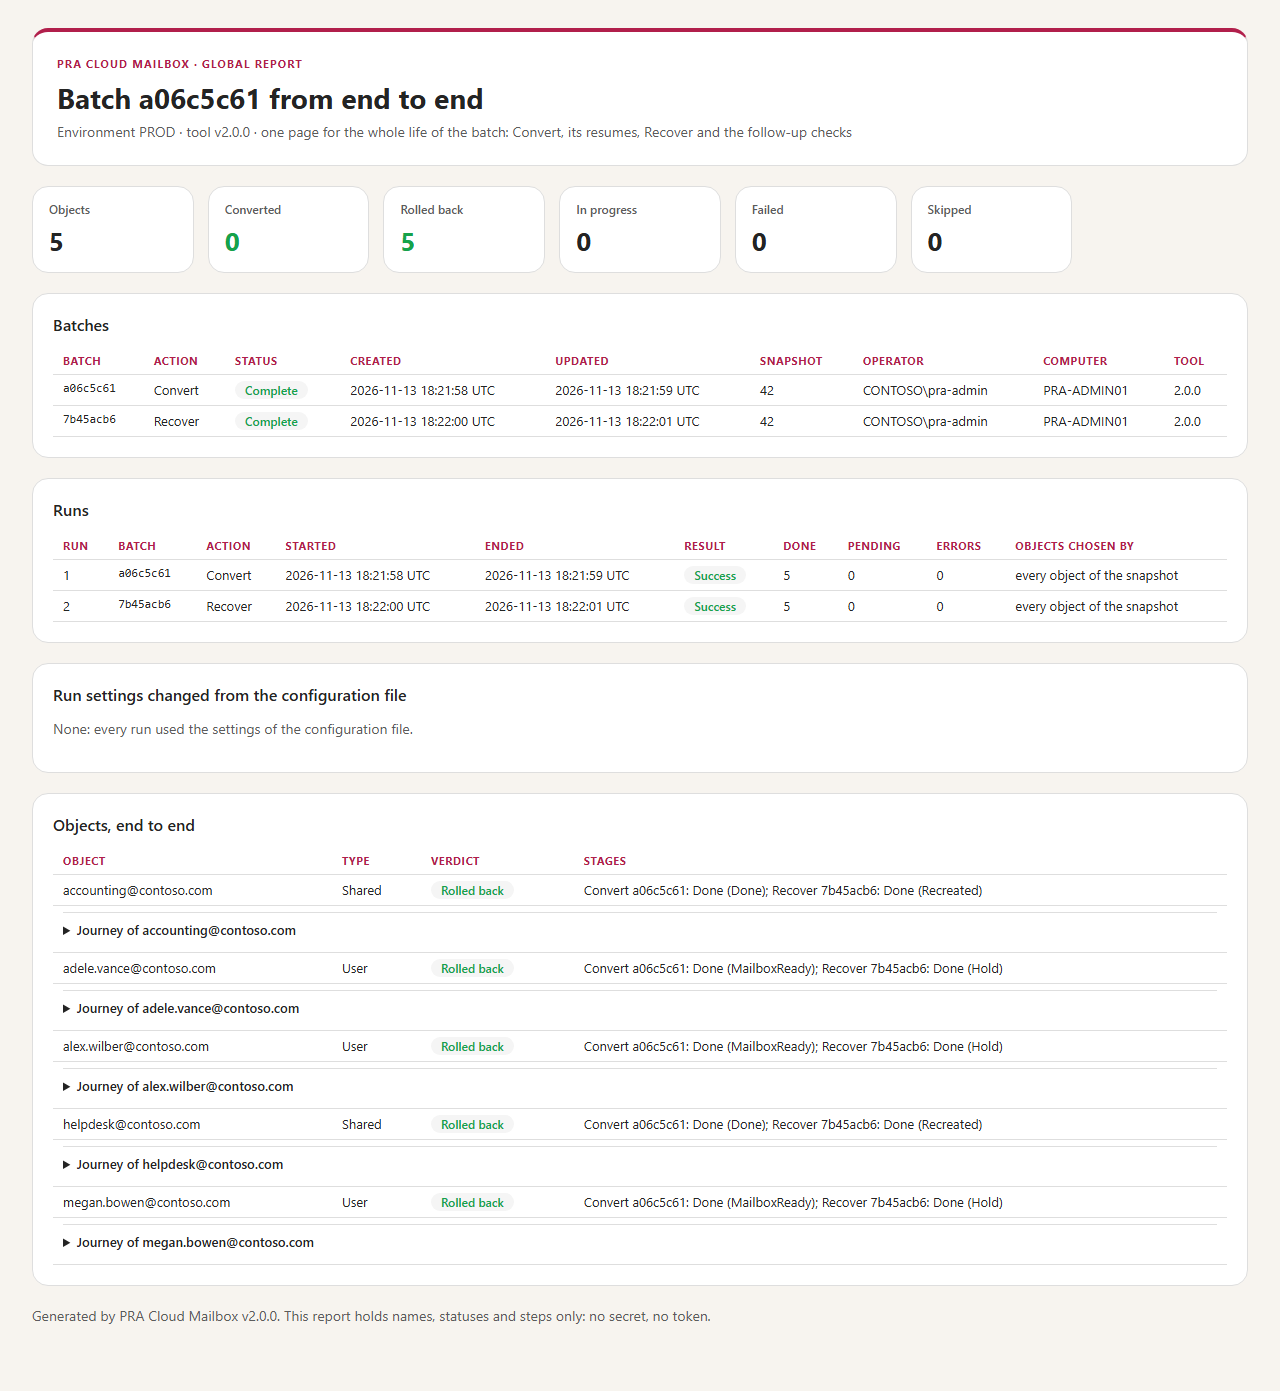 PRA CLOUD MAILBOX · GLOBAL REPORT
Batch a06c5c61 from end to end
Environment PROD · tool v2.0.0 · one page for the whole life of the batch: Convert, its resumes, Recover and the follow-up checks
Objects Converted Rolled back In progress Failed Skipped
5 0 5 0 0 0
Batches
BATCH ACTION STATUS CREATED UPDATED SNAPSHOT OPERATOR COMPUTER TOOL
a06c5c61 Convert Complete 2026-11-13 18:21:58 UTC 2026-11-13 18:21:59 UTC 42 CONTOSO\pra-admin PRA-ADMIN01 2.0.0
7b45acb6 Recover Complete 2026-11-13 18:22:00 UTC 2026-11-13 18:22:01 UTC 42 CONTOSO\pra-admin PRA-ADMIN01 2.0.0
Runs
RUN BATCH ACTION STARTED ENDED RESULT DONE PENDING ERRORS OBJECTS CHOSEN BY
1 a06c5c61 Convert 2026-11-13 18:21:58 UTC 2026-11-13 18:21:59 UTC Success 5 0 0 every object of the snapshot
2 7b45acb6 Recover 2026-11-13 18:22:00 UTC 2026-11-13 18:22:01 UTC Success 5 0 0 every object of the snapshot
Run settings changed from the configuration file
None: every run used the settings of the configuration file.
Objects, end to end
OBJECT TYPE VERDICT STAGES
accounting@contoso.com Shared Rolled back Convert a06c5c61: Done (Done); Recover 7b45acb6: Done (Recreated)
▶ Journey of accounting@contoso.com
adele.vance@contoso.com User Rolled back Convert a06c5c61: Done (MailboxReady); Recover 7b45acb6: Done (Hold)
▶ Journey of adele.vance@contoso.com
alex.wilber@contoso.com User Rolled back Convert a06c5c61: Done (MailboxReady); Recover 7b45acb6: Done (Hold)
▶ Journey of alex.wilber@contoso.com
helpdesk@contoso.com Shared Rolled back Convert a06c5c61: Done (Done); Recover 7b45acb6: Done (Recreated)
▶ Journey of helpdesk@contoso.com
megan.bowen@contoso.com User Rolled back Convert a06c5c61: Done (MailboxReady); Recover 7b45acb6: Done (Hold)
▶ Journey of megan.bowen@contoso.com
Generated by PRA Cloud Mailbox v2.0.0. This report holds names, statuses and steps only: no secret, no token.